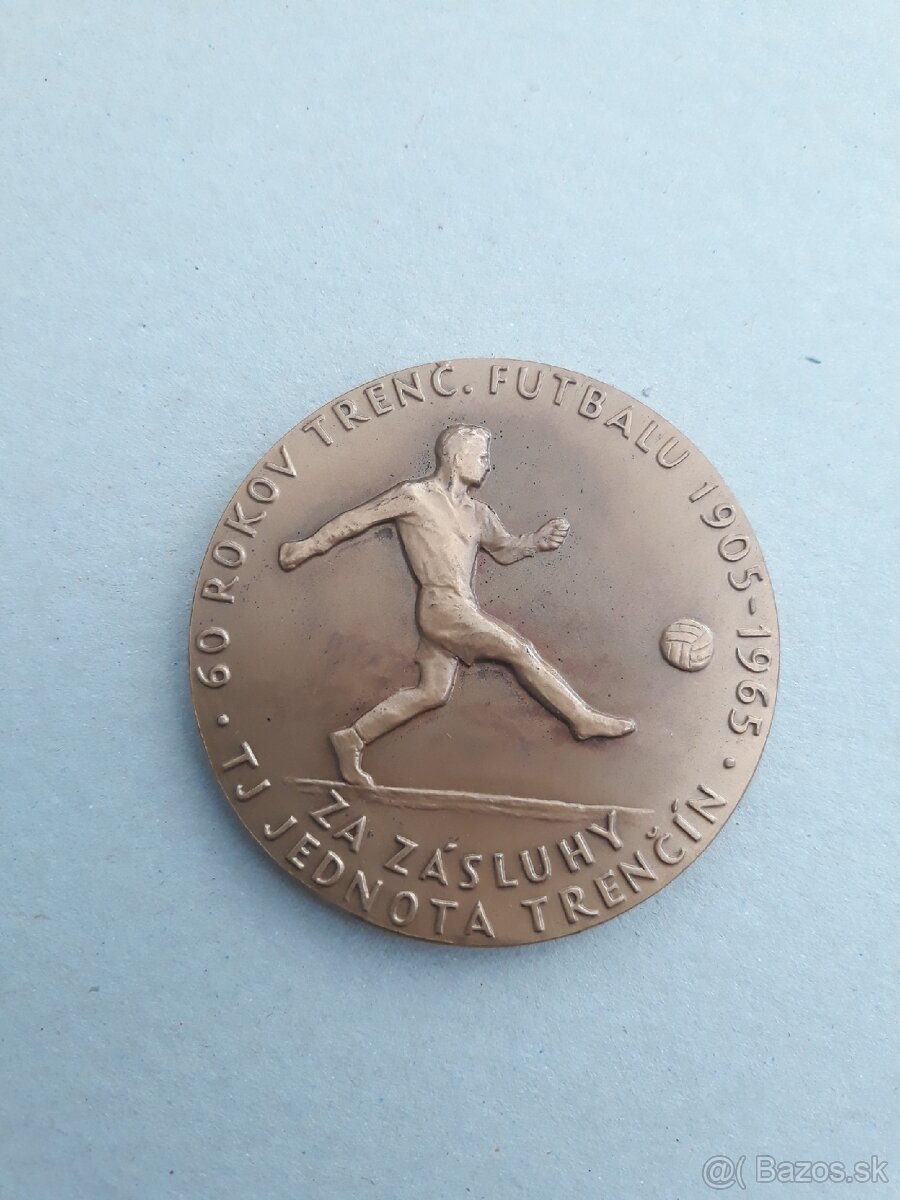 60 ROKOV TRENČ. FUTBALU 1905-1965 ·
ZA ZÁSLUHY
· TJ JEDNOTA TRENČÍN
@( Bazos.sk